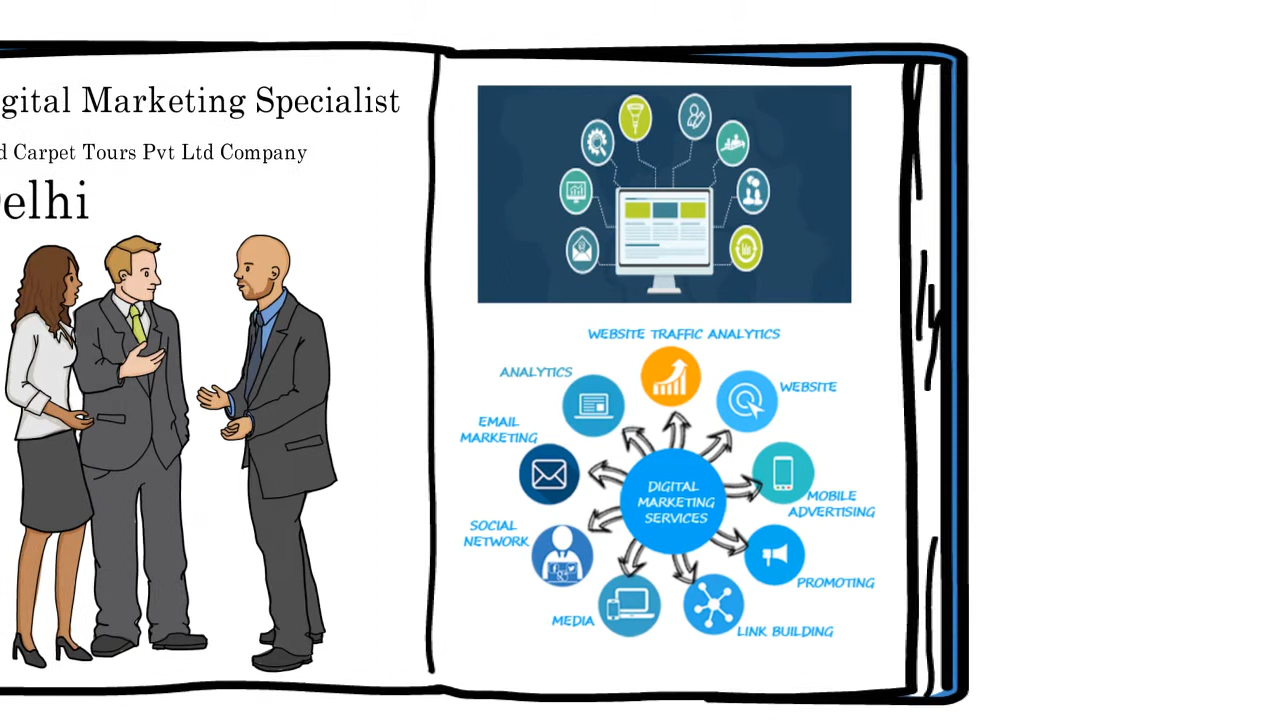 gital Marketing Specialist
d Carpet Tours Pvt Ltd Company
elhi
WEBSITE TRAFFIC ANALYTICS
ANALYTICS
WEBSITE
EMAIL
MARKETING
DIGITAL
MARKETING
SERVICES
MOBILE
ADVERTISING
SOCIAL
NETWORK
PROMOTING
MEDIA
LINK BUILDING